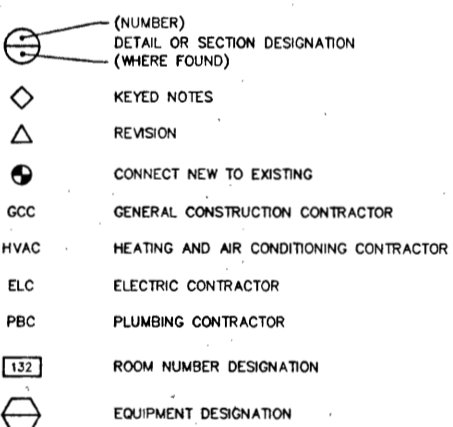 (NUMBER)
DETAIL OR SECTION DESIGNATION
(WHERE FOUND)
KEYED NOTES
REVISION
CONNECT NEW TO EXISTING
GCC GENERAL CONSTRUCTION CONTRACTOR
HVAC HEATING AND AIR CONDITIONING CONTRACTOR
ELC ELECTRIC CONTRACTOR
PBC PLUMBING CONTRACTOR
132 ROOM NUMBER DESIGNATION
EQUIPMENT DESIGNATION